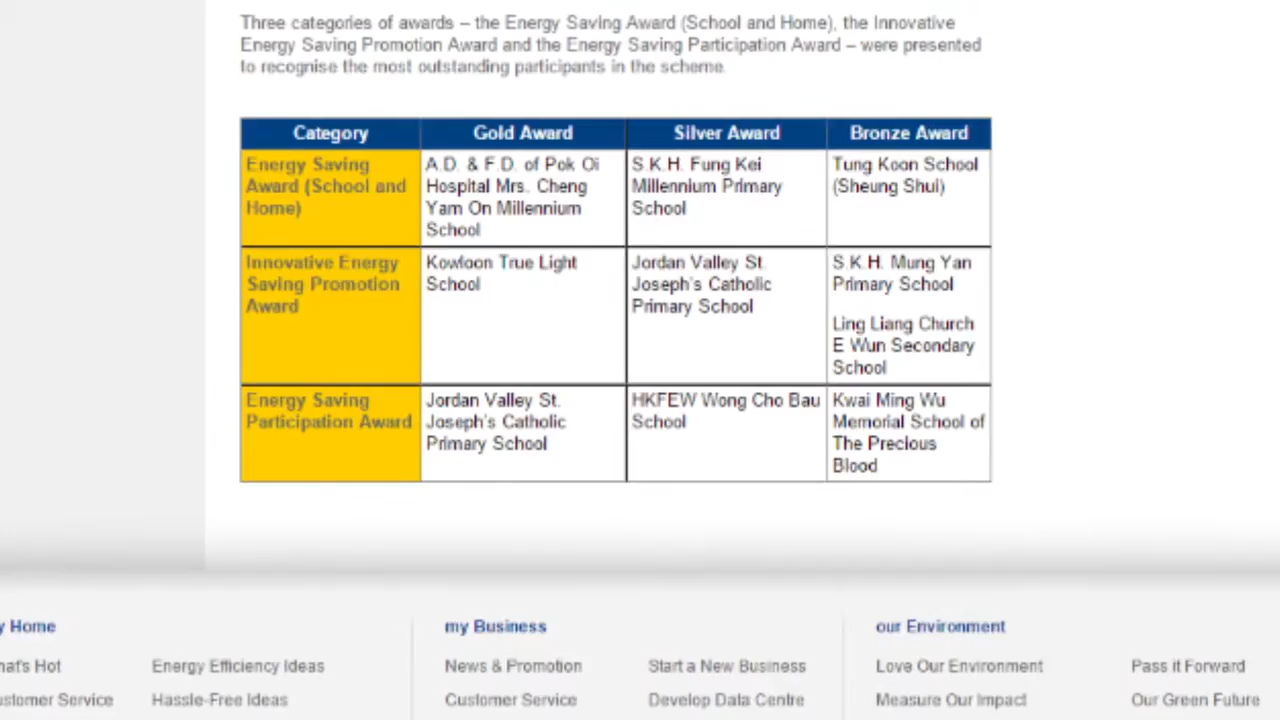 Three categories of awards – the Energy Saving Award (School and Home), the Innovative
Energy Saving Promotion Award and the Energy Saving Participation Award – were presented
to recognise the most outstanding participants in the scheme.
Category Gold Award Silver Award Bronze Award
Energy Saving
Award (School and
Home)
A.D. & F.D. of Pok Oi
Hospital Mrs. Cheng
Yam On Millennium
School
S.K.H. Fung Kei
Millennium Primary
School
Tung Koon School
(Sheung Shui)
Innovative Energy
Saving Promotion
Award
Kowloon True Light
School
Jordan Valley St.
Joseph's Catholic
Primary School
S.K.H. Mung Yan
Primary School
Ling Liang Church
E Wun Secondary
School
Energy Saving
Participation Award
Jordan Valley St.
Joseph's Catholic
Primary School
HKFEW Wong Cho Bau
School
Kwai Ming Wu
Memorial School of
The Precious
Blood
y Home
hat's Hot Energy Efficiency Ideas
ustomer Service Hassle-Free Ideas
my Business
News & Promotion Start a New Business
Customer Service Develop Data Centre
our Environment
Love Our Environment Pass it Forward
Measure Our Impact Our Green Future